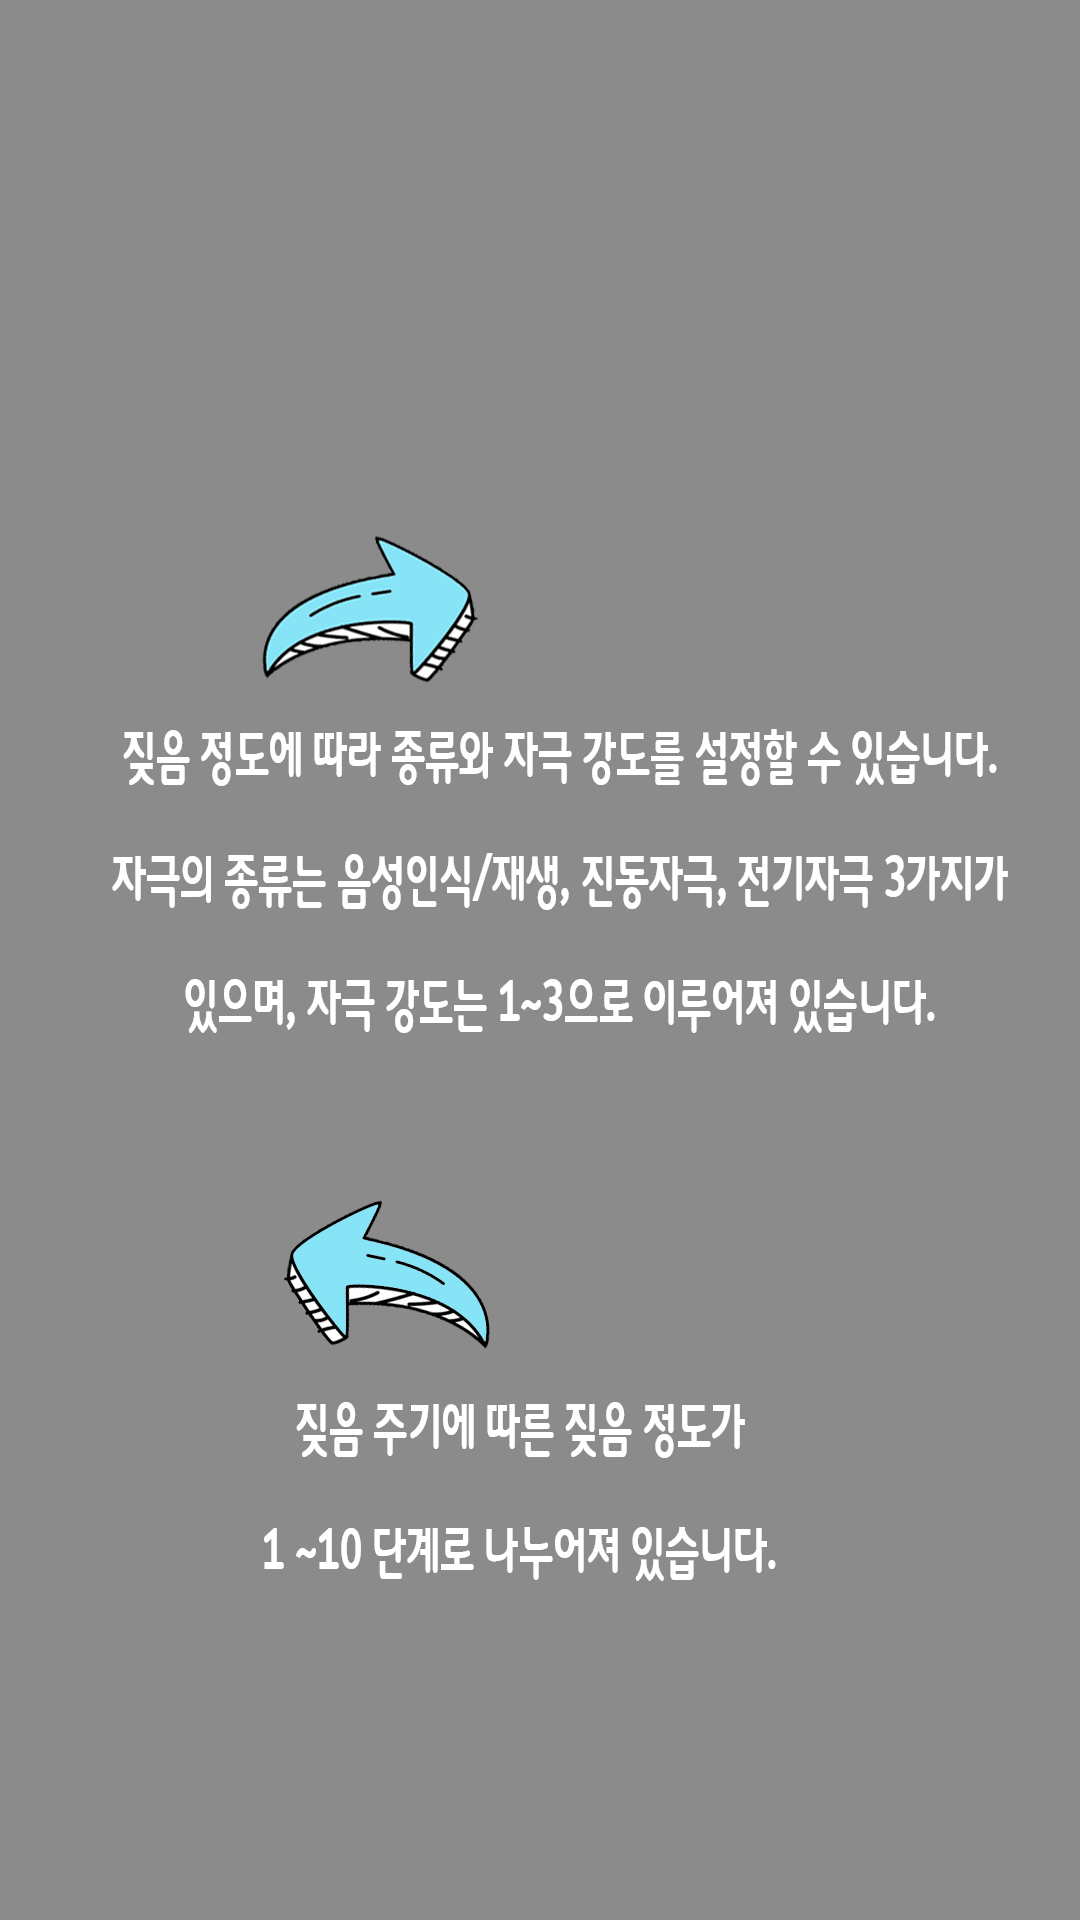 짖음 정도에 따라 종류와 자극 강도를 설정할 수 있습니다.
자극의 종류는 음성인식/재생, 진동자극, 전기자극 3가지가
있으며, 자극 강도는 1~3으로 이루어져 있습니다.
짖음 주기에 따른 짖음 정도가
1 ~10 단계로 나누어져 있습니다.